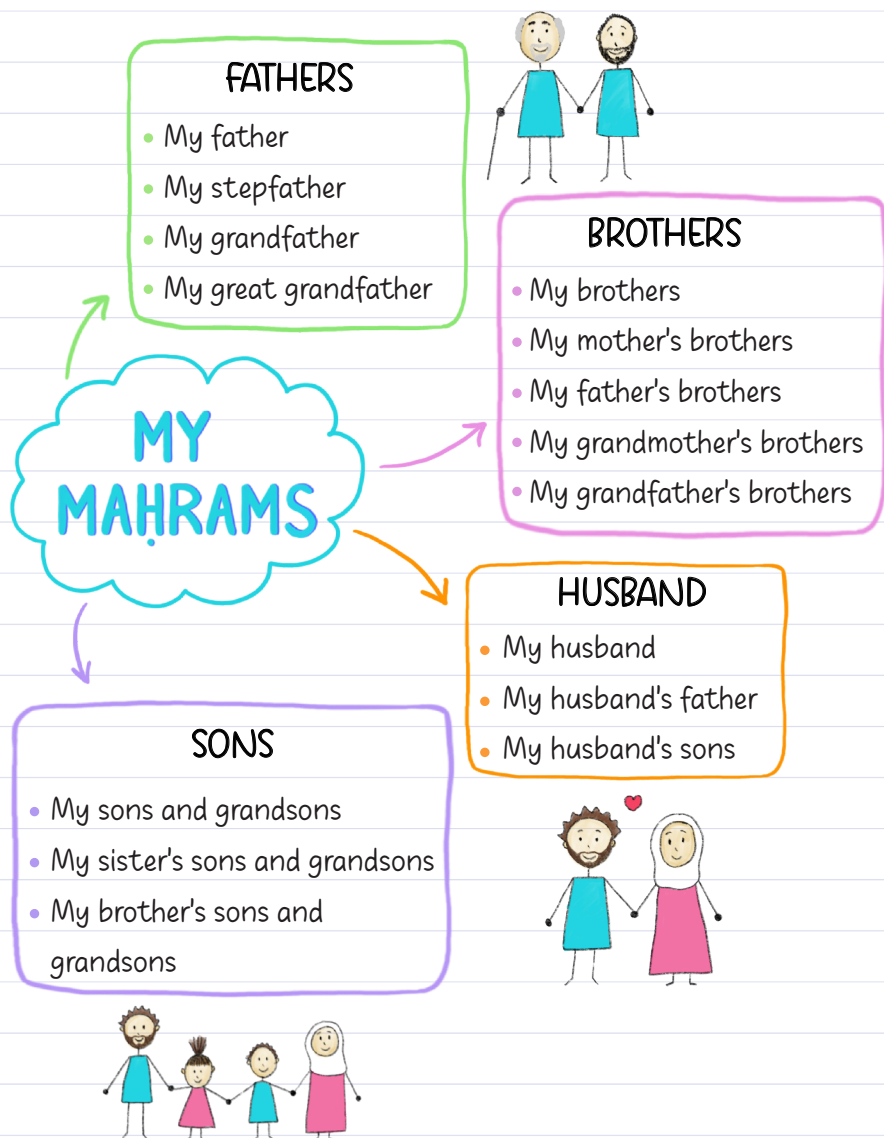 FATHERS
My father
My stepfather
My grandfather
My great grandfather
BROTHERS
My brothers
My mother's brothers
My father's brothers
My grandmother's brothers
My grandfather's brothers
MY
MAḤRAMS
HUSBAND
My husband
My husband's father
My husband's sons
SONS
My sons and grandsons
My sister's sons and grandsons
My brother's sons and
grandsons